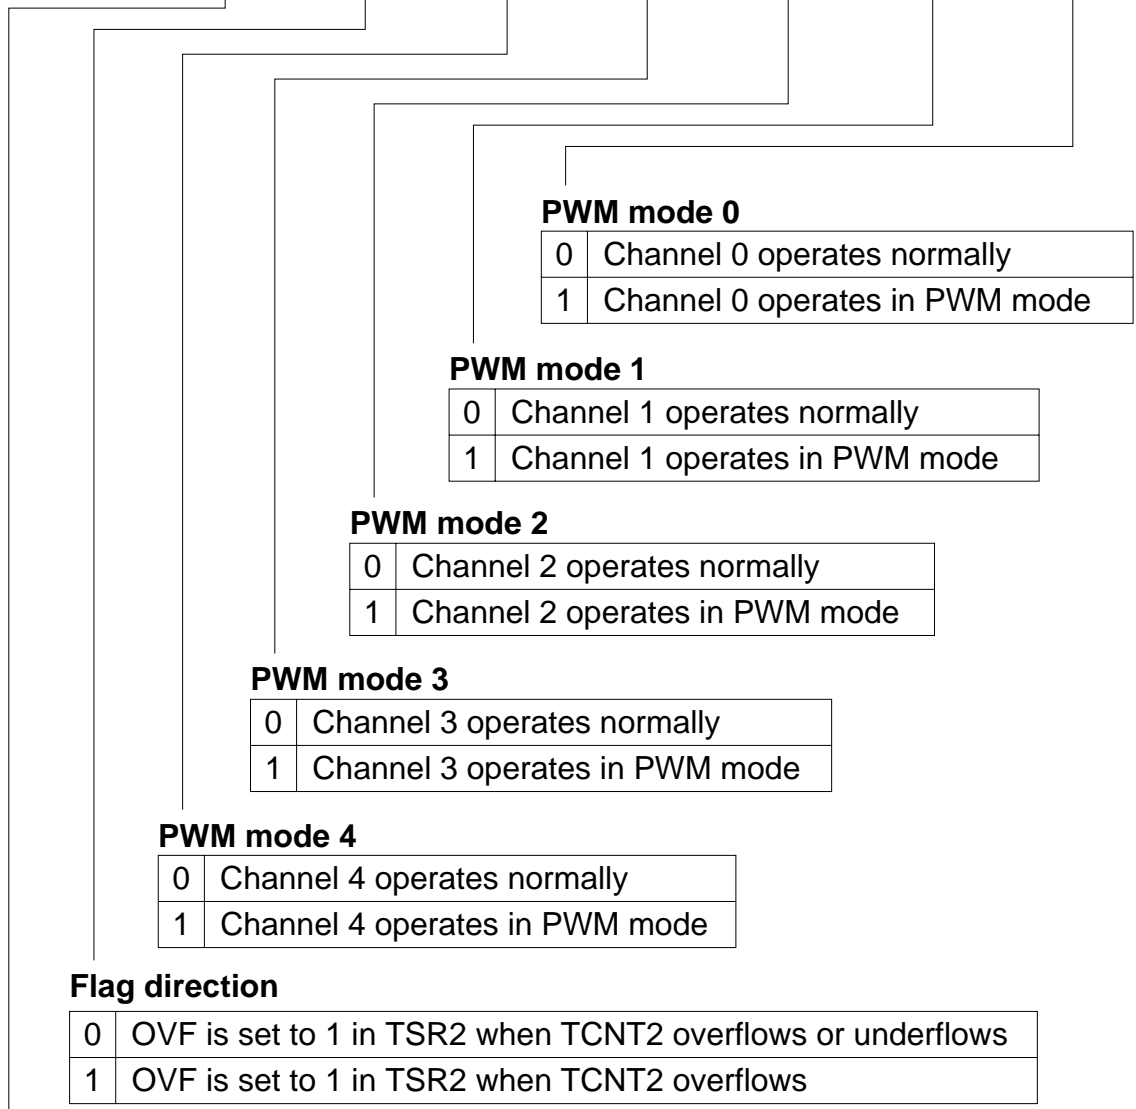 PWM mode 0
0 Channel 0 operates normally
1 Channel 0 operates in PWM mode
PWM mode 1
0 Channel 1 operates normally
1 Channel 1 operates in PWM mode
PWM mode 2
0 Channel 2 operates normally
1 Channel 2 operates in PWM mode
PWM mode 3
0 Channel 3 operates normally
1 Channel 3 operates in PWM mode
PWM mode 4
0 Channel 4 operates normally
1 Channel 4 operates in PWM mode
Flag direction
0 OVF is set to 1 in TSR2 when TCNT2 overflows or underflows
1 OVF is set to 1 in TSR2 when TCNT2 overflows